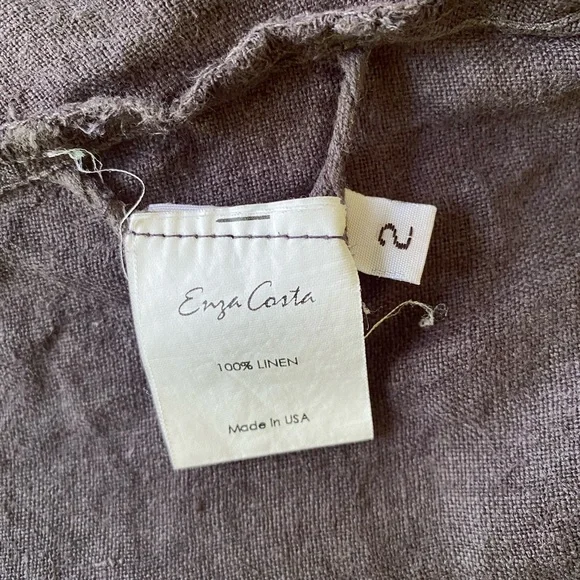 Enza Costa
100% LINEN
Made In USA
2